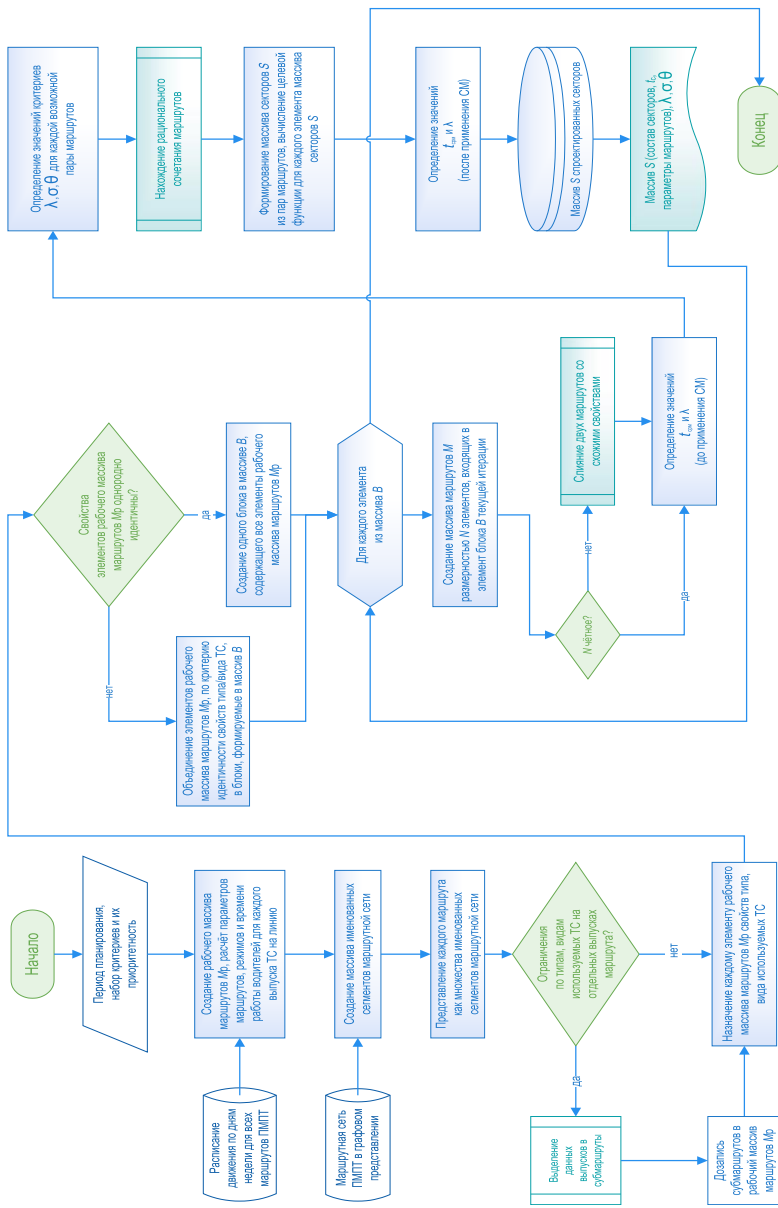 Начало
Период планирования,
набор критериев и их
приоритетность
Расписание
движения по дням
недели для всех
маршрутов ПМПТ
Создание рабочего массива
маршрутов Мр, расчёт параметров
маршрутов, режимов и времени
работы водителей для каждого
выпуска ТС на линию
Маршрутная сеть
ПМПТ в графовом
представлении
Создание массива именованных
сегментов маршрутной сети
Представление каждого маршрута
как множества именованных
сегментов маршрутной сети
Ограничения
по типам, видам
используемых ТС на
отдельных выпусках
маршрута?
да
нет
Выделение
данных
выпусков в
субмаршруты
Дозапись
субмаршрутов в
рабочий массив
маршрутов Мр
Назначение каждому элементу рабочего
массива маршрутов Мр свойств типа,
вида используемых ТС
Свойства
элементов рабочего массива
маршрутов Мр однородно
идентичны?
нет
да
Объединение элементов рабочего
массива маршрутов Мр, по критерию
идентичности свойств типа/вида ТС,
в блоки, формируемые в массив В
Создание одного блока в массиве В,
содержащего все элементы рабочего
массива маршрутов Мр
Для каждого элемента
из массива В
Создание массива маршрутов М
размерностью N элементов, входящих в
элемент блока В текущей итерации
N чётное?
нет
да
Слияние двух маршрутов со
схожими свойствами
Определение значений
tсм и λ
(до применения СМ)
Определение значений критериев
λ, σ, θ для каждой возможной
пары маршрутов
Нахождение рационального
сочетания маршрутов
Формирование массива секторов S
из пар маршрутов, вычисление целевой
функции для каждого элемента массива
секторов S
Определение значений
tсм и λ
(после применения СМ)
Массив S спроектированных секторов
Массив S (состав секторов, tс,
параметры маршрутов), λ, σ, θ
Конец